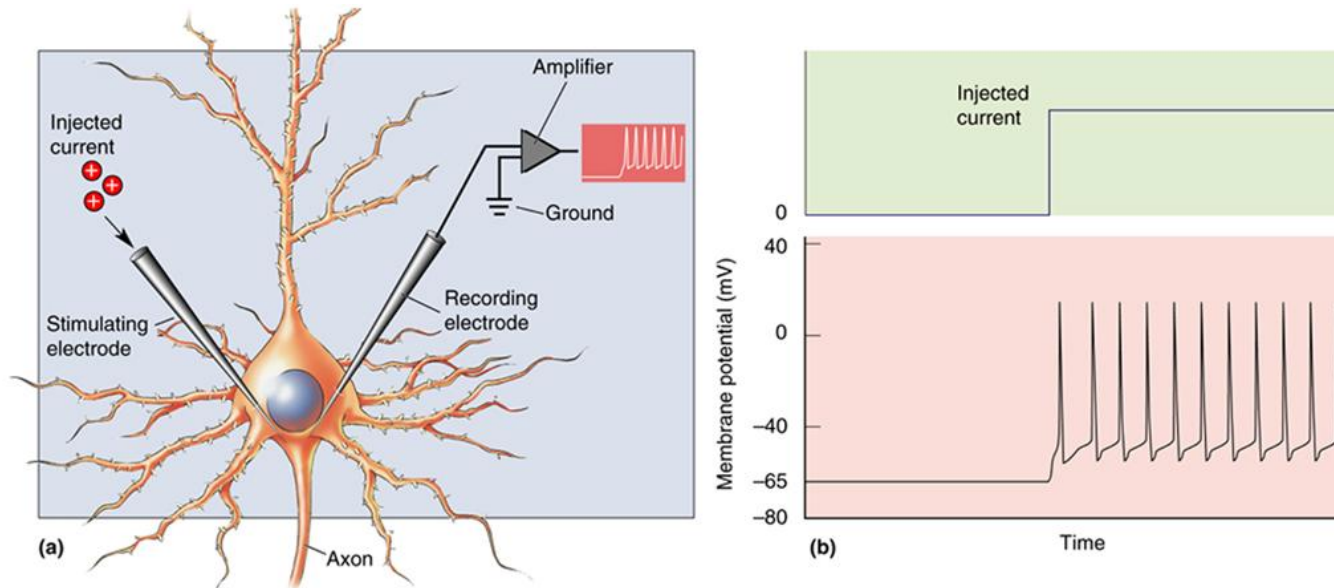 Amplifier
Injected
current
+
+
+
Ground
Stimulating
electrode
Recording
electrode
(a)
Axon
Injected
current
0
40
0
–40
–65
–80
Membrane potential (mV)
(b)
Time